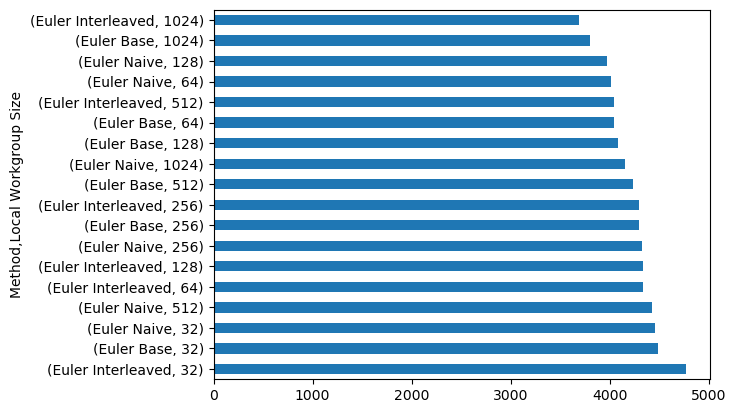 Method,Local Workgroup Size
(Euler Interleaved, 1024)
(Euler Base, 1024)
(Euler Naive, 128)
(Euler Naive, 64)
(Euler Interleaved, 512)
(Euler Base, 64)
(Euler Base, 128)
(Euler Naive, 1024)
(Euler Base, 512)
(Euler Interleaved, 256)
(Euler Base, 256)
(Euler Naive, 256)
(Euler Interleaved, 128)
(Euler Interleaved, 64)
(Euler Naive, 512)
(Euler Naive, 32)
(Euler Base, 32)
(Euler Interleaved, 32)
0 1000 2000 3000 4000 5000